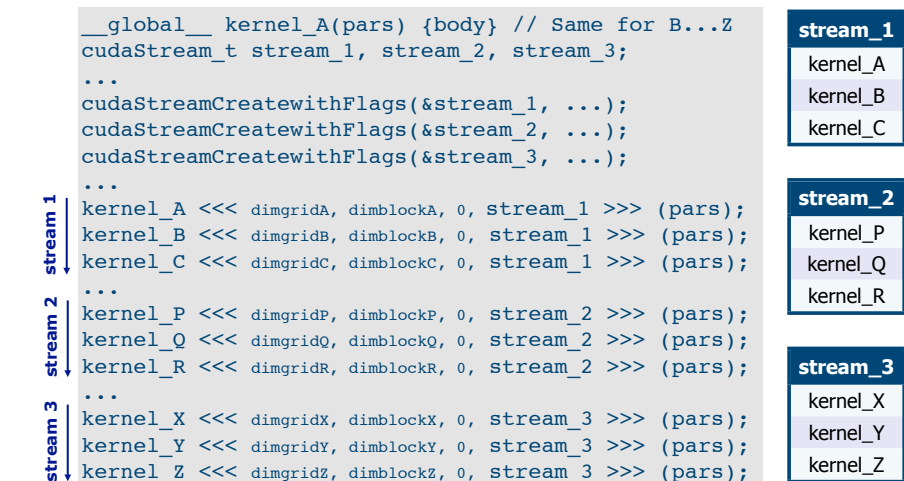 __global__ kernel_A(pars) {body} // Same for B...Z
cudaStream_t stream_1, stream_2, stream_3;
...
cudaStreamCreatewithFlags(&stream_1, ...);
cudaStreamCreatewithFlags(&stream_2, ...);
cudaStreamCreatewithFlags(&stream_3, ...);
...
stream 1
kernel_A <<< dimgridA, dimblockA, 0, stream_1 >>> (pars);
kernel_B <<< dimgridB, dimblockB, 0, stream_1 >>> (pars);
kernel_C <<< dimgridC, dimblockC, 0, stream_1 >>> (pars);
...
stream 2
kernel_P <<< dimgridP, dimblockP, 0, stream_2 >>> (pars);
kernel_Q <<< dimgridQ, dimblockQ, 0, stream_2 >>> (pars);
kernel_R <<< dimgridR, dimblockR, 0, stream_2 >>> (pars);
...
stream 3
kernel_X <<< dimgridX, dimblockX, 0, stream_3 >>> (pars);
kernel_Y <<< dimgridY, dimblockY, 0, stream_3 >>> (pars);
kernel_Z <<< dimgridZ, dimblockZ, 0, stream_3 >>> (pars);
stream_1
kernel_A
kernel_B
kernel_C
stream_2
kernel_P
kernel_Q
kernel_R
stream_3
kernel_X
kernel_Y
kernel_Z